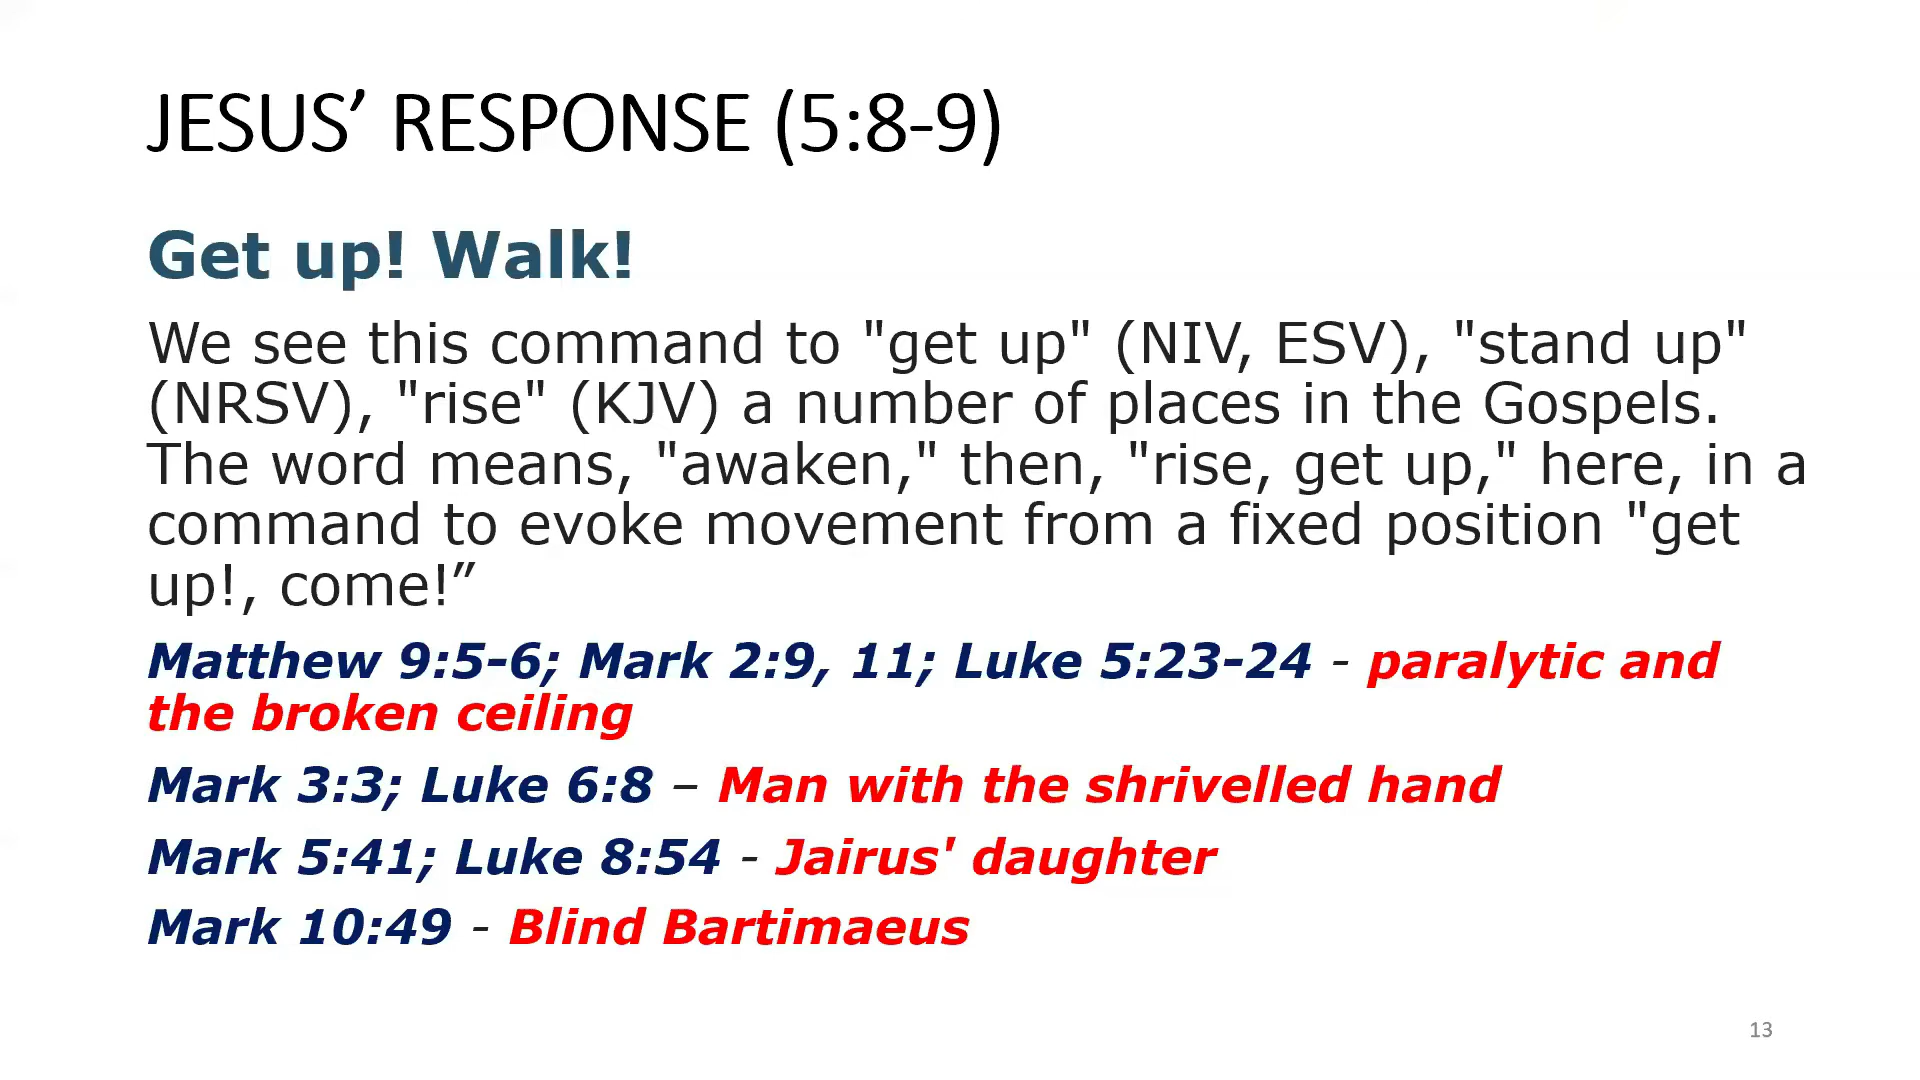 JESUS’ RESPONSE (5:8-9)
Get up! Walk!
We see this command to "get up" (NIV, ESV), "stand up"
(NRSV), "rise" (KJV) a number of places in the Gospels.
The word means, "awaken," then, "rise, get up," here, in a
command to evoke movement from a fixed position "get
up!, come!”
Matthew 9:5-6; Mark 2:9, 11; Luke 5:23-24 - paralytic and
the broken ceiling
Mark 3:3; Luke 6:8 – Man with the shrivelled hand
Mark 5:41; Luke 8:54 - Jairus' daughter
Mark 10:49 - Blind Bartimaeus
13